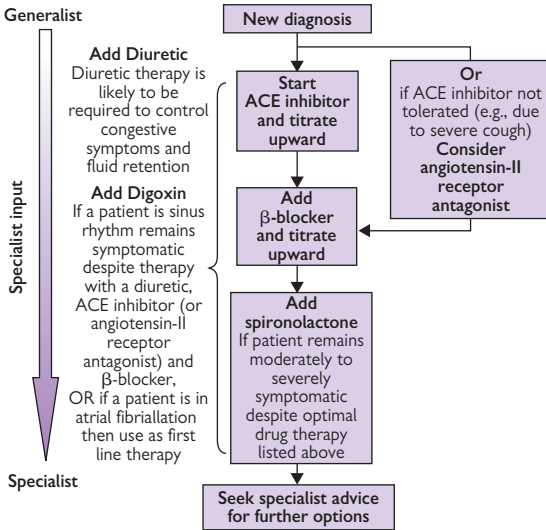 Generalist
Specialist input
Specialist
Add Diuretic
Diuretic therapy is
likely to be
required to control
congestive
symptoms and
fluid retention
Add Digoxin
If a patient is sinus
rhythm remains
symptomatic
despite therapy
with a diuretic,
ACE inhibitor (or
angiotensin-II
receptor
antagonist) and
β-blocker,
OR if a patient is in
atrial fibriallation
then use as first
line therapy
New diagnosis
Start
ACE inhibitor
and titrate
upward
Or
if ACE inhibitor not
tolerated (e.g., due
to severe cough)
Consider
angiotensin-II
receptor
antagonist
Add
β-blocker
and titrate
upward
Add
spironolactone
If patient remains
moderately to
severely
symptomatic
despite optimal
drug therapy
listed above
Seek specialist advice
for further options